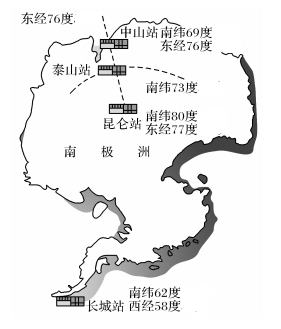 东经76度
中山站 南纬69度
东经76度
泰山站
南纬73度
南纬80度
昆仑站 东经77度
南 极 洲
南纬62度
长城站 西经58度